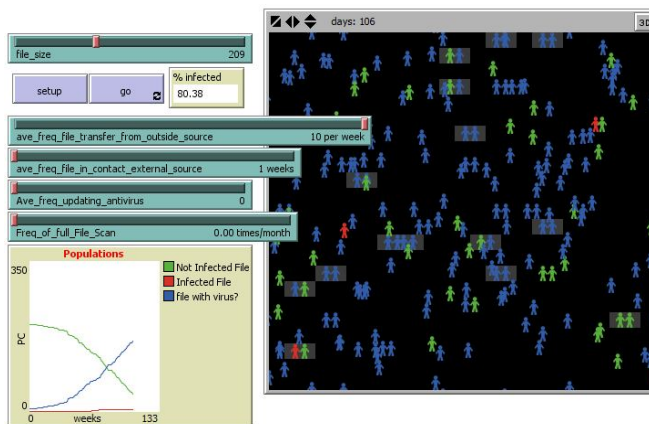 days: 106
3D
file_size 209
setup
go
% infected
80.38
ave_freq_file_transfer_from_outside_source 10 per week
ave_freq_file_in_contact_external_source 1 weeks
Ave_freq_updating_antivirus 0
Freq_of_full_File_Scan 0.00 times/month
Populations
350
PC
0
0 weeks 133
Not Infected File
Infected File
file with virus?